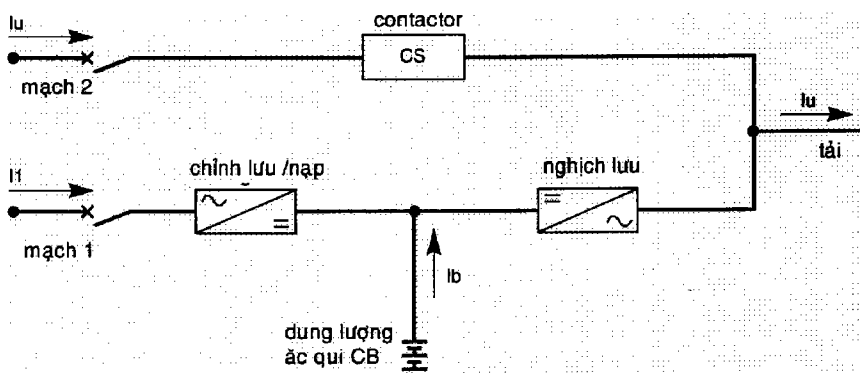 contactor
Iu
CS
mạch 2
Iu
tải
chỉnh lưu /nạp
nghịch lưu
I1
mạch 1
Ib
dung lượng
ăc qui CB